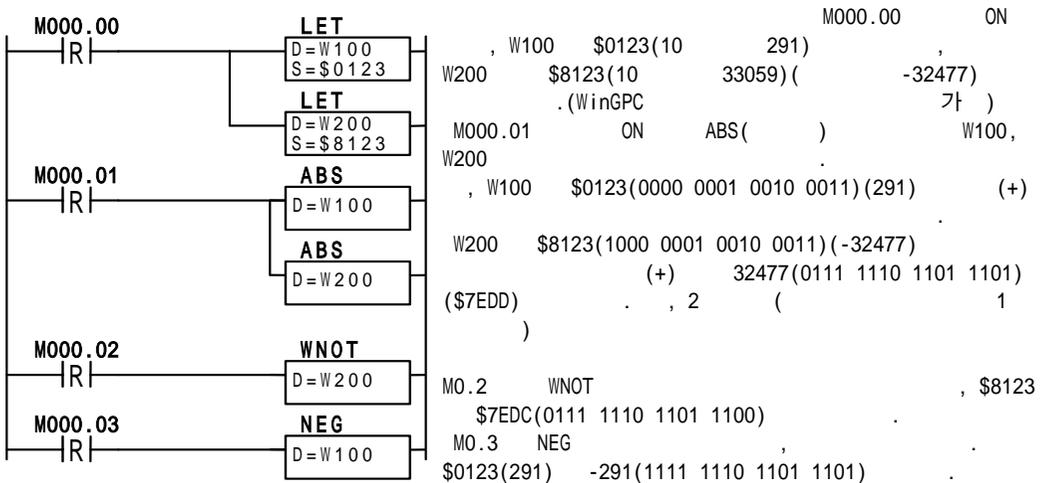 M000.00
R
LET
D=W100
S=$0123
LET
D=W200
S=$8123
M000.01
R
ABS
D=W100
ABS
D=W200
M000.02
R
WNOT
D=W200
M000.03
R
NEG
D=W100
M000.00 ON
, W100 $0123(10 291) ,
W200 $8123(10 33059)( -32477)
.(WinGPC 가 )
M000.01 ON ABS( ) W100,
W200 .
, W100 $0123(0000 0001 0010 0011)(291) (+)
.
W200 $8123(1000 0001 0010 0011)(-32477)
(+) 32477(0111 1110 1101 1101)
($7EDD) . , 2 ( 1
)
M0.2 WNOT , $8123
$7EDC(0111 1110 1101 1100) .
M0.3 NEG , .
$0123(291) -291(1111 1110 1101 1101) .